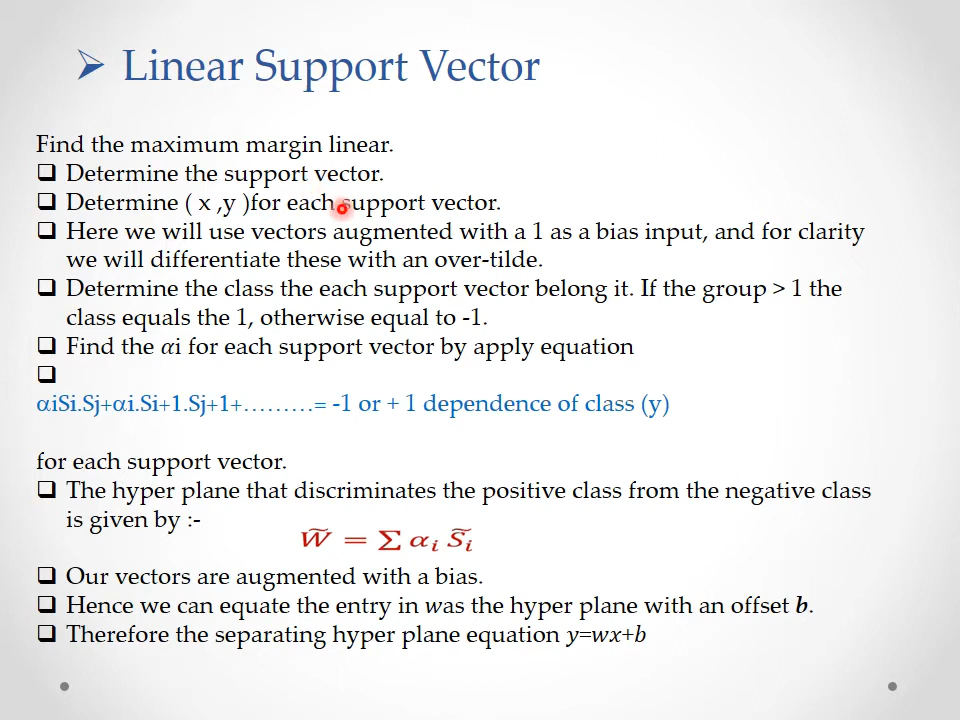 Linear Support Vector
Find the maximum margin linear.
Determine the support vector.
Determine ( x ,y )for each support vector.
Here we will use vectors augmented with a 1 as a bias input, and for clarity
we will differentiate these with an over-tilde.
Determine the class the each support vector belong it. If the group > 1 the
class equals the 1, otherwise equal to -1.
Find the αi for each support vector by apply equation
αiSi.Sj+αi.Si+1.Sj+1+………= -1 or + 1 dependence of class (y)
for each support vector.
The hyper plane that discriminates the positive class from the negative class
is given by :-
W̃ = ∑ αᵢ S̃ᵢ
Our vectors are augmented with a bias.
Hence we can equate the entry in was the hyper plane with an offset b.
Therefore the separating hyper plane equation y=wx+b